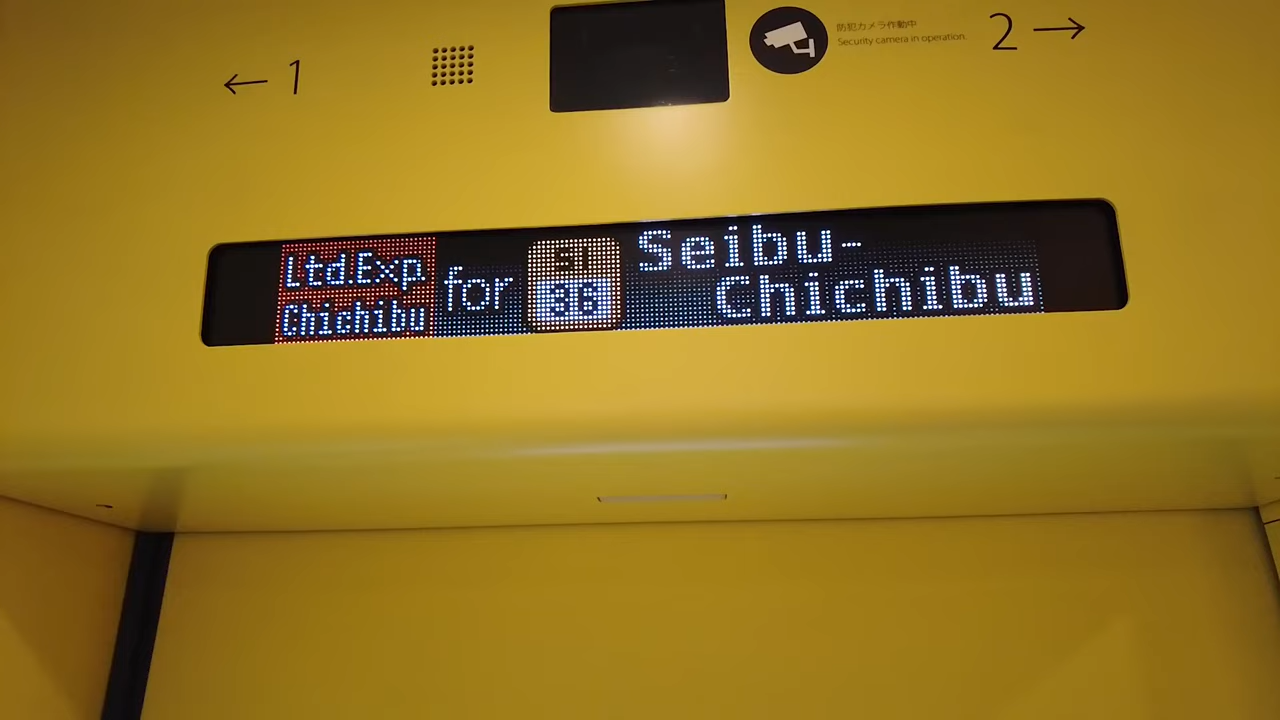 ← 1
防犯カメラ作動中
Security camera in operation.
2 →
Ltd.Exp
Chichibu
for
SI
36
Seibu-
Chichibu